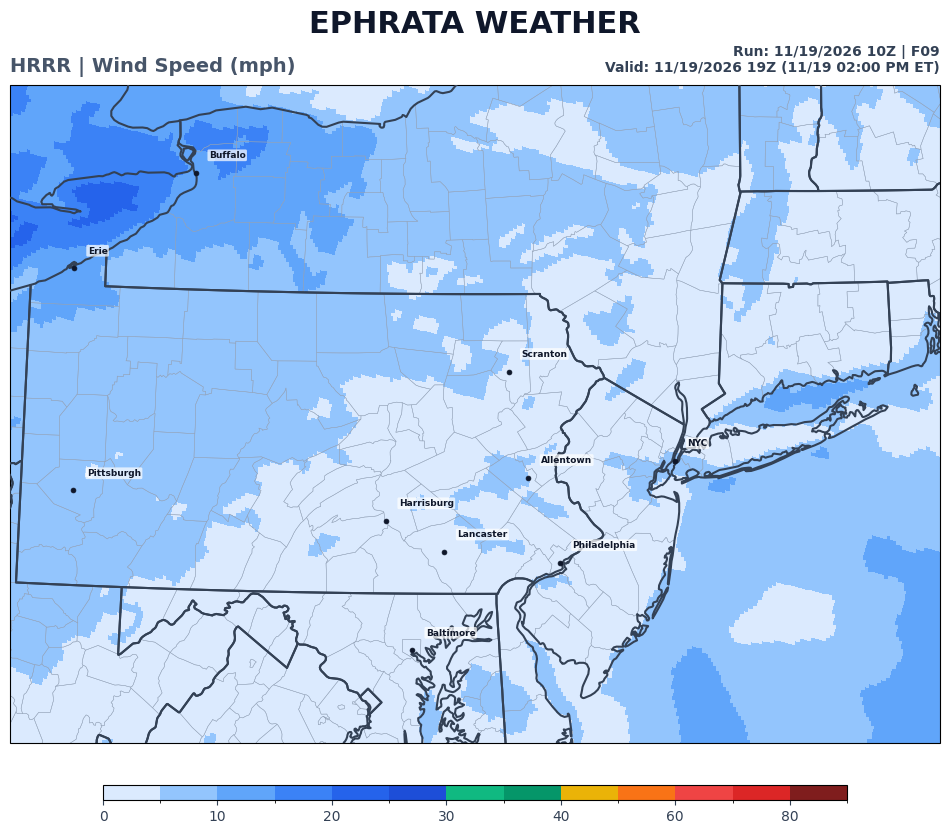 EPHRATA WEATHER
HRRR | Wind Speed (mph)
Run: 11/19/2026 10Z | F09
Valid: 11/19/2026 19Z (11/19 02:00 PM ET)
Buffalo
Erie
Scranton
NYC
Allentown
Pittsburgh
Harrisburg
Lancaster
Philadelphia
Baltimore
0 10 20 30 40 60 80